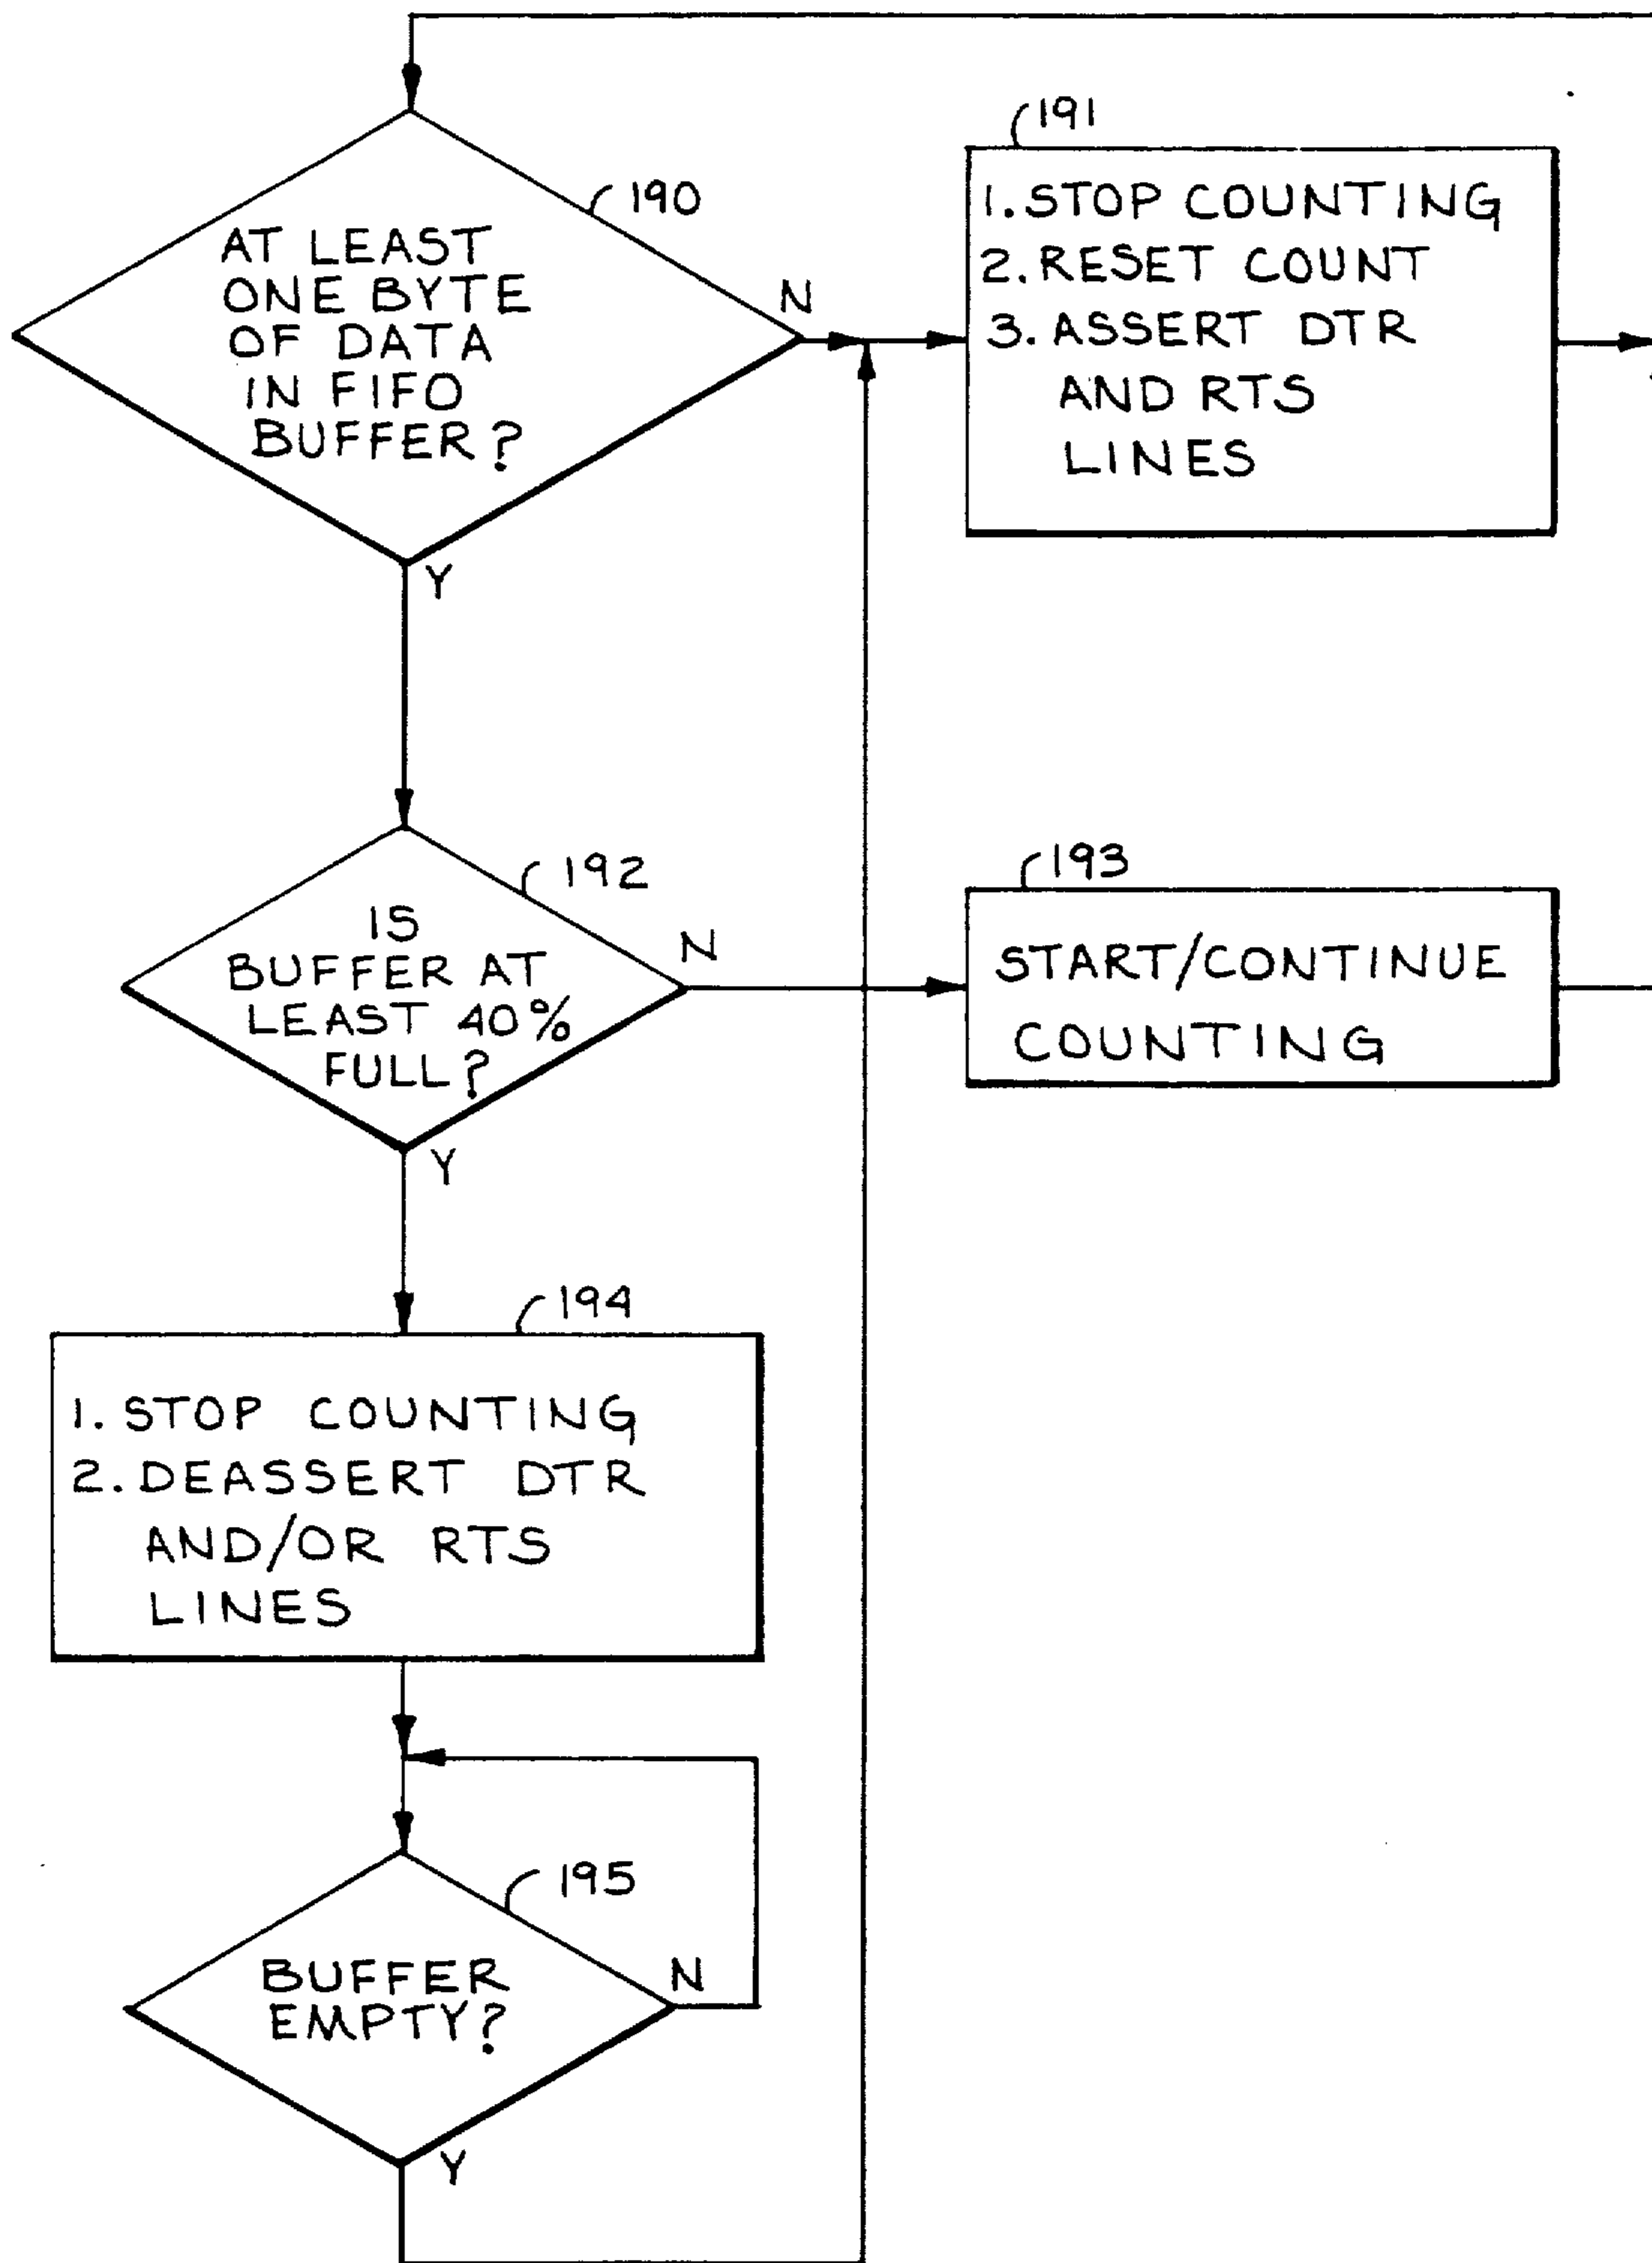 190
AT LEAST
ONE BYTE
OF DATA
IN FIFO
BUFFER?
N
Y
191
1. STOP COUNTING
2. RESET COUNT
3. ASSERT DTR
AND RTS
LINES
192
IS
BUFFER AT
LEAST 40%
FULL?
N
Y
193
START/CONTINUE
COUNTING
194
1. STOP COUNTING
2. DEASSERT DTR
AND/OR RTS
LINES
195
BUFFER
EMPTY?
N
Y